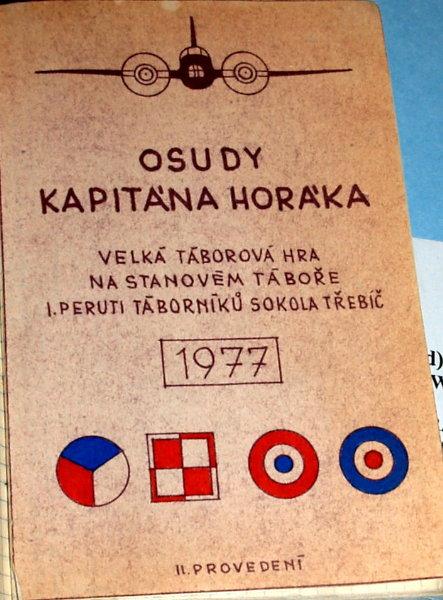 OSUDY
KAPITÁNA HORÁKA
VELKÁ TÁBOROVÁ HRA
NA STANOVÉM TÁBOŘE
I. PERUTI TÁBORNÍKŮ SOKOLA TŘEBÍČ
1977
II. PROVEDENÍ
d)
W